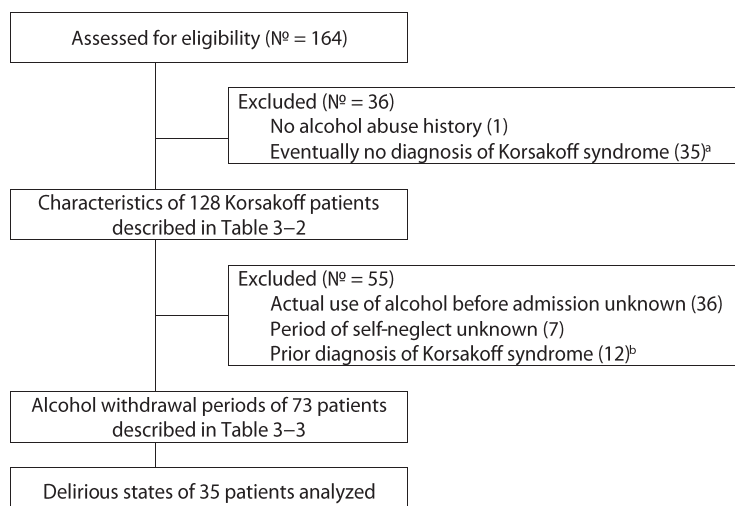 Assessed for eligibility (№ = 164)
Excluded (№ = 36)
No alcohol abuse history (1)
Eventually no diagnosis of Korsakoff syndrome (35)ᵃ
Characteristics of 128 Korsakoff patients
described in Table 3−2
Excluded (№ = 55)
Actual use of alcohol before admission unknown (36)
Period of self-neglect unknown (7)
Prior diagnosis of Korsakoff syndrome (12)ᵇ
Alcohol withdrawal periods of 73 patients
described in Table 3−3
Delirious states of 35 patients analyzed